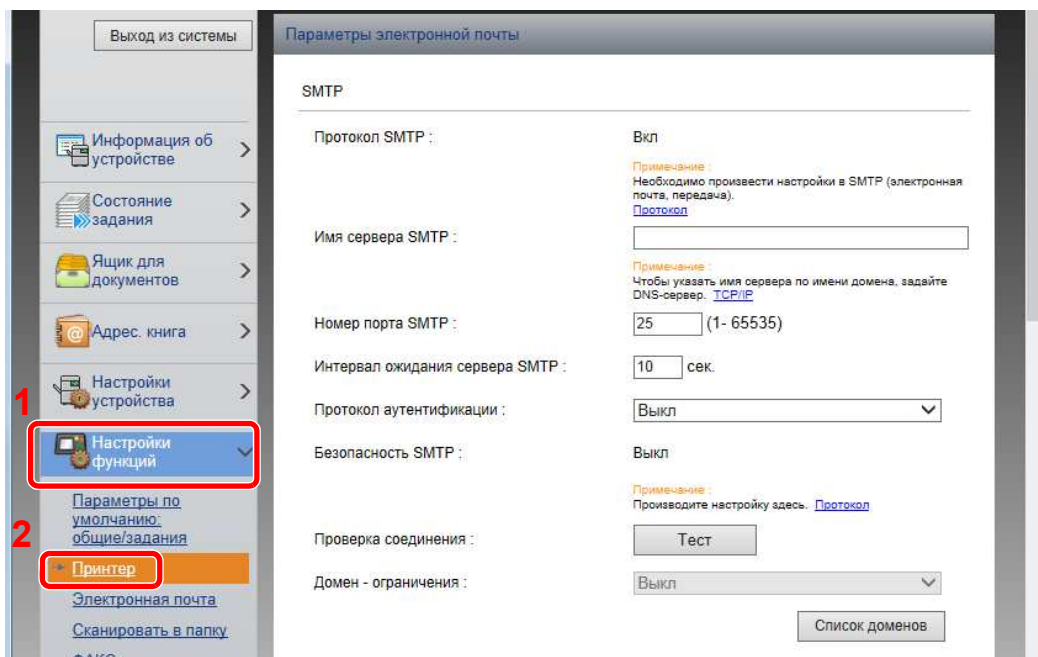 Выход из системы
Информация об
устройстве
Состояние
задания
Ящик для
документов
Адрес. книга
Настройки
устройства
1
Настройки
функций
Параметры по
умолчанию:
общие/задания
2
Принтер
Электронная почта
Сканировать в папку
Параметры электронной почты
SMTP
Протокол SMTP :
Вкл
Примечание :
Необходимо произвести настройки в SMTP (электронная
почта, передача).
Протокол
Имя сервера SMTP :
Примечание :
Чтобы указать имя сервера по имени домена, задайте
DNS-сервер. TCP/IP
Номер порта SMTP :
25 (1- 65535)
Интервал ожидания сервера SMTP :
10 сек.
Протокол аутентификации :
Выкл
Безопасность SMTP :
Выкл
Примечание :
Производите настройку здесь. Протокол
Проверка соединения :
Тест
Домен - ограничения :
Выкл
Список доменов